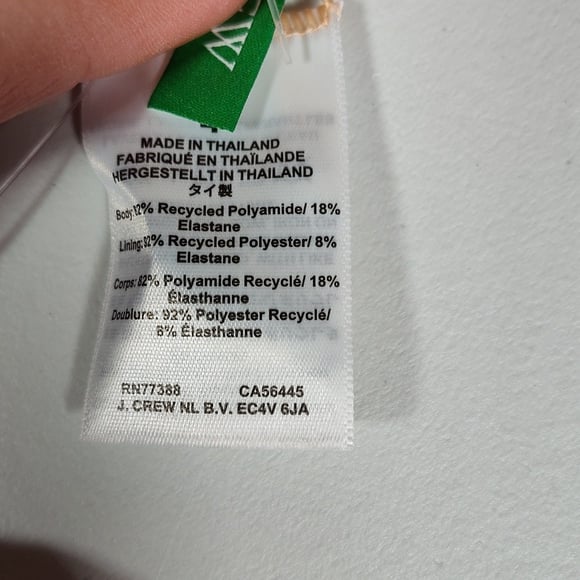 MADE IN THAILAND
FABRIQUÉ EN THAÏLANDE
HERGESTELLT IN THAILAND
タイ製
Body:82% Recycled Polyamide/ 18%
Elastane
Lining:92% Recycled Polyester/ 8%
Elastane
Corps: 82% Polyamide Recyclé/ 18%
Élasthanne
Doublure: 92% Polyester Recyclé/
8% Élasthanne
RN77388 CA56445
J. CREW NL B.V. EC4V 6JA